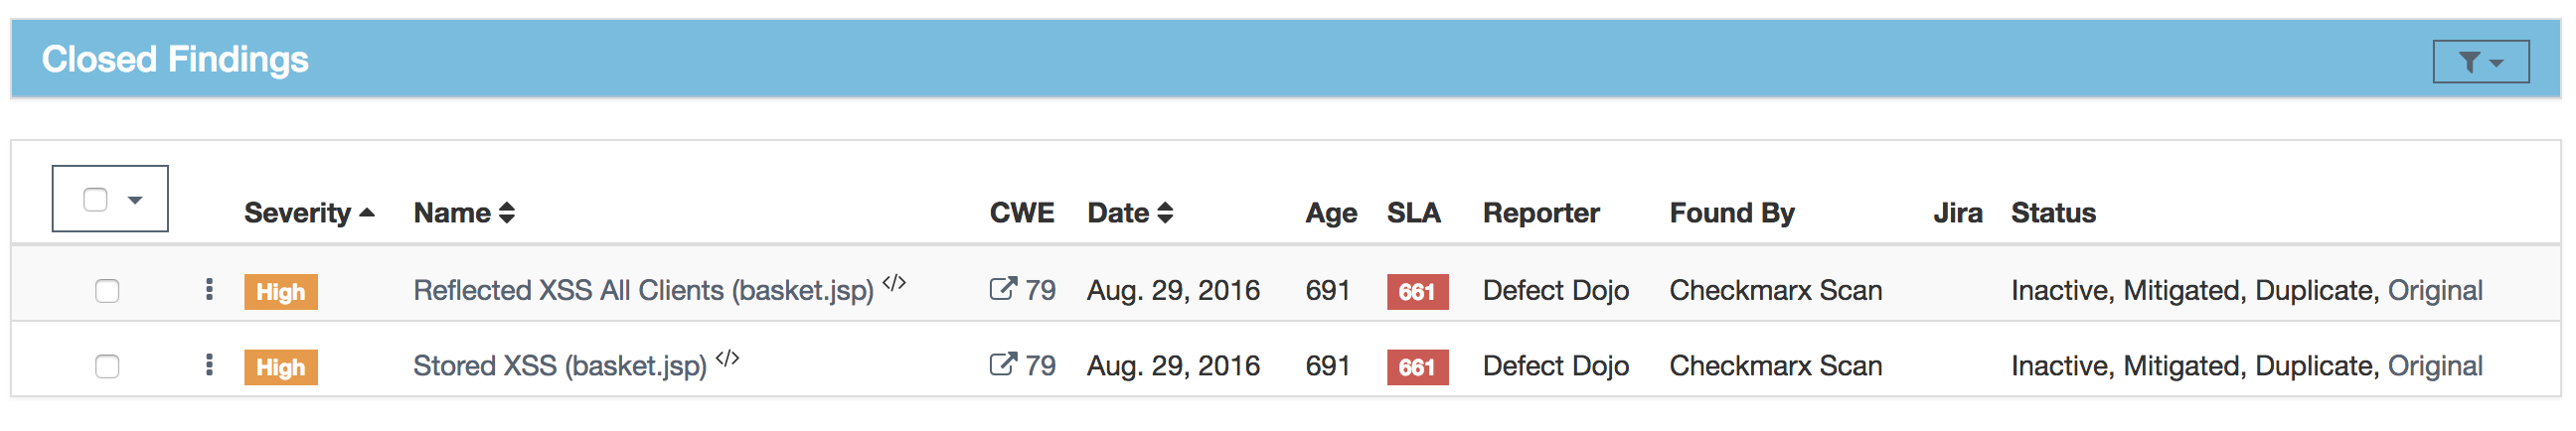 Closed Findings
Severity Name CWE Date Age SLA Reporter Found By Jira Status
High Reflected XSS All Clients (basket.jsp) </> 79 Aug. 29, 2016 691 661 Defect Dojo Checkmarx Scan Inactive, Mitigated, Duplicate, Original
High Stored XSS (basket.jsp) </> 79 Aug. 29, 2016 691 661 Defect Dojo Checkmarx Scan Inactive, Mitigated, Duplicate, Original